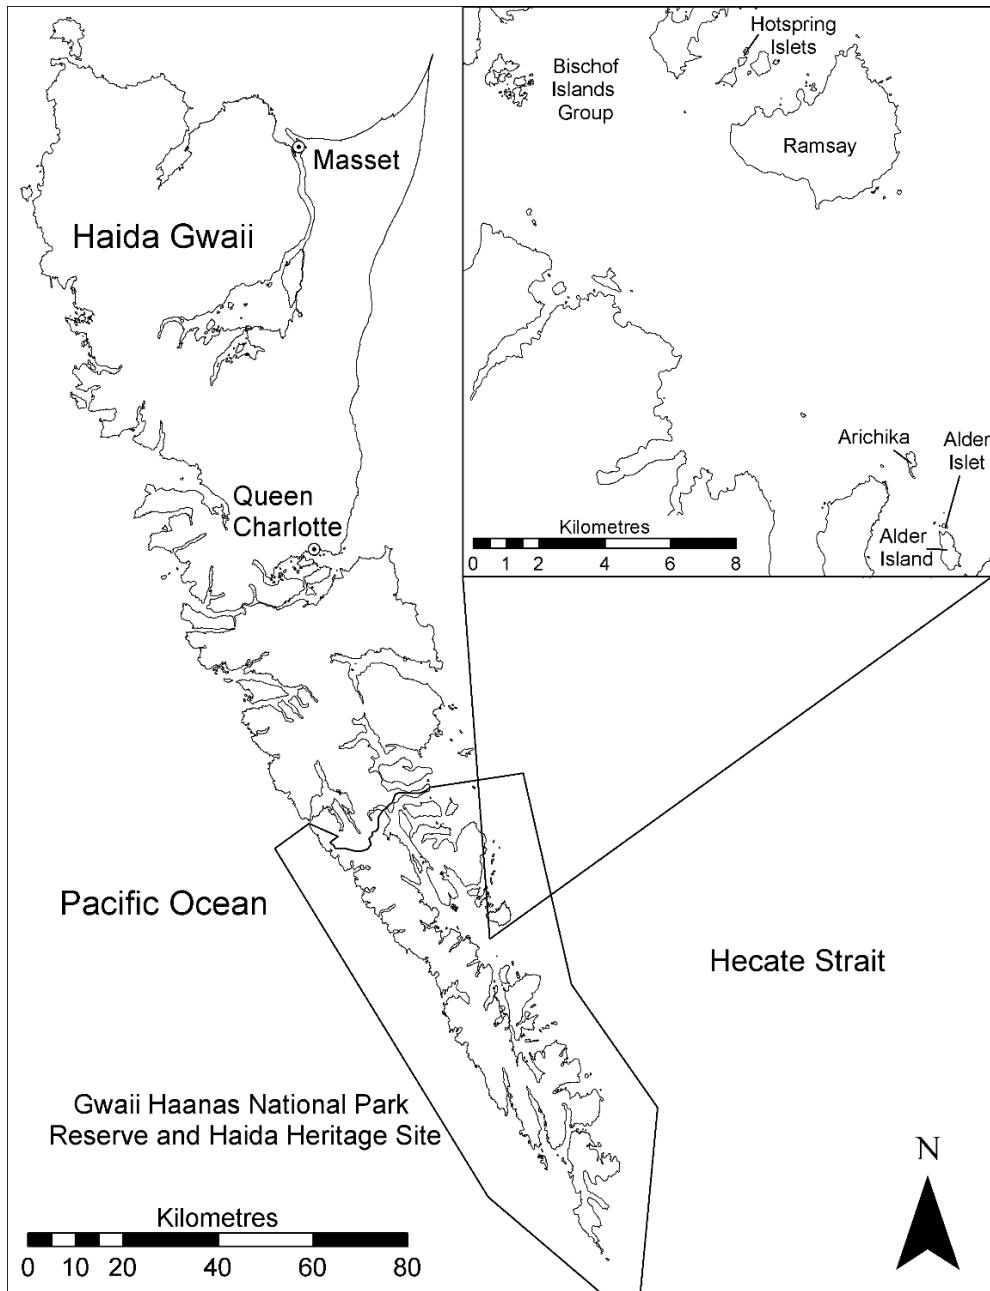 Hotspring
Islets
Bischof
Islands
Group
Ramsay
Masset
Haida Gwaii
Arichika
Alder
Islet
Queen
Charlotte
Kilometres
0 1 2 4 6 8
Alder
Island
Pacific Ocean
Hecate Strait
Gwaii Haanas National Park
Reserve and Haida Heritage Site
N
Kilometres
0 10 20 40 60 80